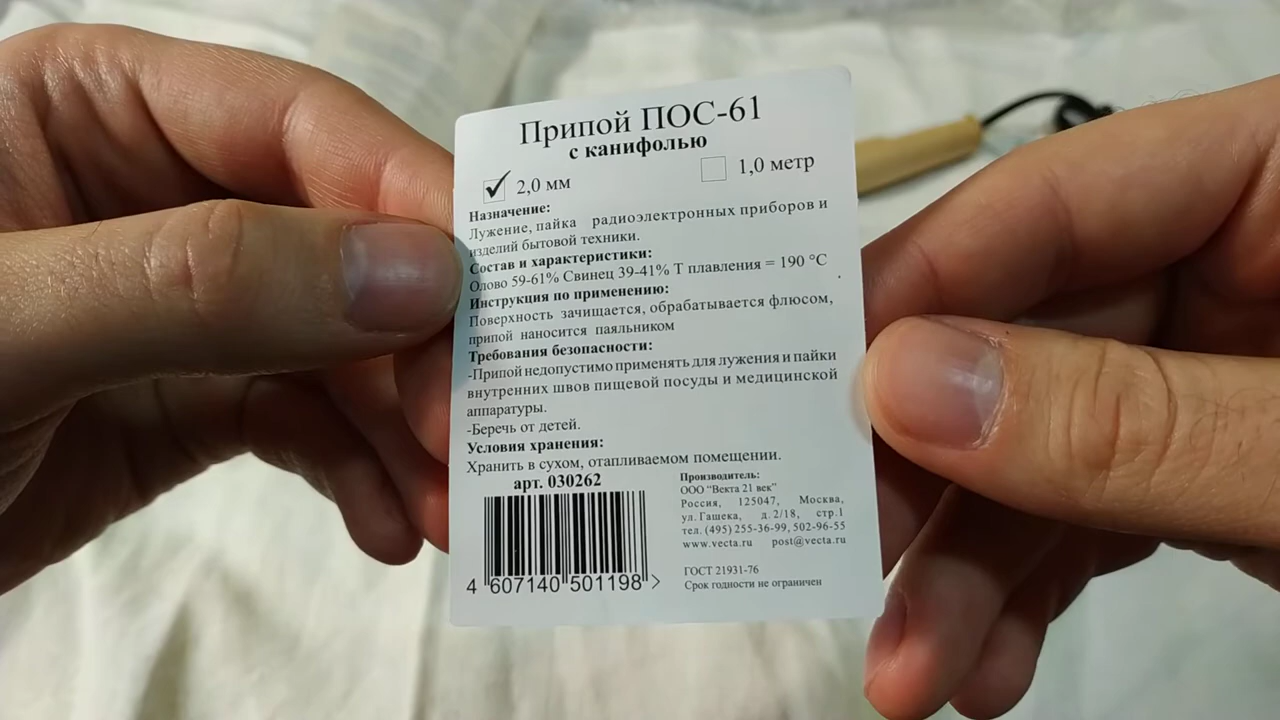 Припой ПОС-61
с канифолью
2,0 мм
1,0 метр
Назначение:
Лужение, пайка радиоэлектронных приборов и
изделий бытовой техники.
Состав и характеристики:
Олово 59-61% Свинец 39-41% Т плавления = 190 °С
Инструкция по применению:
Поверхность зачищается, обрабатывается флюсом,
припой наносится паяльником
Требования безопасности:
-Припой недопустимо применять для лужения и пайки
внутренних швов пищевой посуды и медицинской
аппаратуры.
-Беречь от детей.
Условия хранения:
Хранить в сухом, отапливаемом помещении.
арт. 030262
4 607140 501198 >
Производитель:
ООО "Векта 21 век"
Россия, 125047, Москва,
ул. Гашека, д. 2/18, стр.1
тел. (495) 255-36-99, 502-96-55
www.vecta.ru post@vecta.ru
ГОСТ 21931-76
Срок годности не ограничен